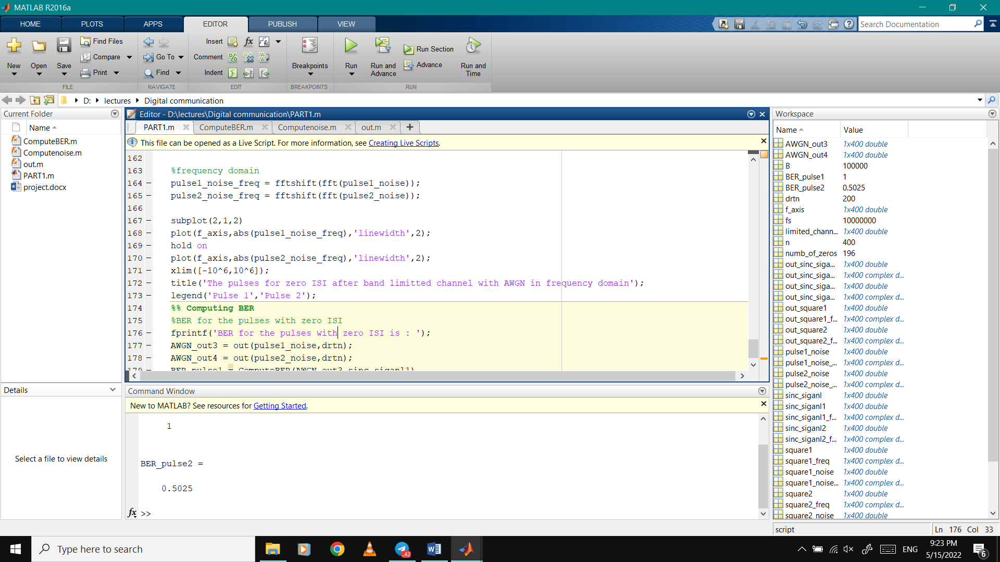 MATLAB R2016a
HOME PLOTS APPS EDITOR PUBLISH VIEW
Search Documentation
New Open Save
Find Files
Compare
Print
FILE
Go To
Find
NAVIGATE
Insert
Comment
Indent
EDIT
Breakpoints
BREAKPOINTS
Run
Run and Advance
Run Section
Advance
Run and Time
RUN
D: lectures Digital communication
Current Folder
Name
ComputeBER.m
Computenoise.m
out.m
PART1.m
project.docx
Details
Select a file to view details
Editor - D:\lectures\Digital communication\PART1.m
PART1.m ComputeBER.m Computenoise.m out.m
This file can be opened as a Live Script. For more information, see Creating Live Scripts.
162
163 %frequency domain
164 pulse1_noise_freq = fftshift(fft(pulse1_noise));
165 pulse2_noise_freq = fftshift(fft(pulse2_noise));
166
167 subplot(2,1,2)
168 plot(f_axis,abs(pulse1_noise_freq),'linewidth',2);
169 hold on
170 plot(f_axis,abs(pulse2_noise_freq),'linewidth',2);
171 xlim([-10^6,10^6]);
172 title('The pulses for zero ISI after band limitted channel with AWGN in frequency domain');
173 legend('Pulse 1','Pulse 2');
174 %% Computing BER
175 %BER for the pulses with zero ISI
176 fprintf('BER for the pulses with zero ISI is : ');
177 AWGN_out3 = out(pulse1_noise,drtn);
178 AWGN_out4 = out(pulse2_noise,drtn);
179 BER_pulse1 = ComputeBER(AWGN_out3,sinc_siganl1)
Command Window
New to MATLAB? See resources for Getting Started.
1
BER_pulse2 =
0.5025
fx >>
Workspace
Name Value
AWGN_out3 1x400 double
AWGN_out4 1x400 double
B 100000
BER_pulse1 1
BER_pulse2 0.5025
drtn 200
f_axis 1x400 double
fs 10000000
limited_chann... 1x400 double
n 400
numb_of_zeros 196
out_sinc_siga... 1x400 double
out_sinc_siga... 1x400 complex d...
out_sinc_siga... 1x400 double
out_sinc_siga... 1x400 complex d...
out_square1 1x400 double
out_square1_f... 1x400 complex d...
out_square2 1x400 double
out_square2_f... 1x400 complex d...
pulse1_noise 1x400 double
pulse1_noise_... 1x400 complex d...
pulse2_noise 1x400 double
pulse2_noise_... 1x400 complex d...
sinc_siganl 1x400 double
sinc_siganl1 1x400 double
sinc_siganl1_f... 1x400 complex d...
sinc_siganl2 1x400 double
sinc_siganl2_f... 1x400 complex d...
square1 1x400 double
square1_freq 1x400 complex d...
square1_noise 1x400 double
square1_noise... 1x400 complex d...
square2 1x400 double
square2_freq 1x400 complex d...
square2_noise 1x400 double
script
Ln 176 Col 33
Type here to search
42
ENG
9:23 PM
5/15/2022
6